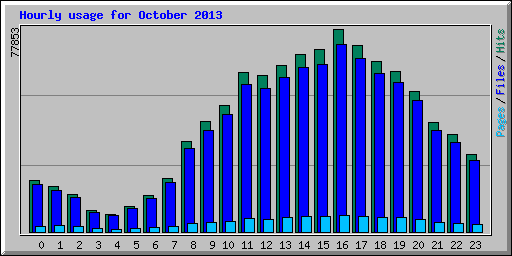 Hourly usage for October 2013
77853
Pages / Files / Hits
0 1 2 3 4 5 6 7 8 9 10 11 12 13 14 15 16 17 18 19 20 21 22 23